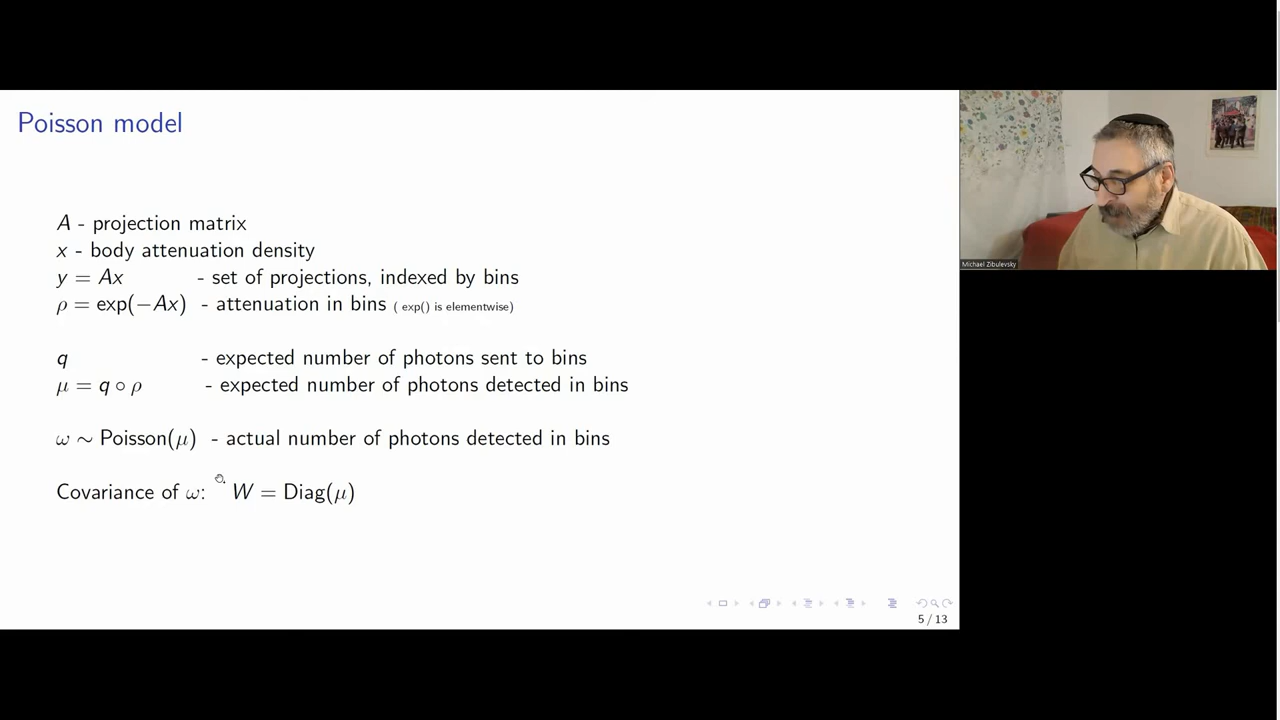 Poisson model
A - projection matrix
x - body attenuation density
y = Ax - set of projections, indexed by bins
ρ = exp(−Ax) - attenuation in bins ( exp() is elementwise)
q - expected number of photons sent to bins
μ = q ∘ ρ - expected number of photons detected in bins
ω ∼ Poisson(μ) - actual number of photons detected in bins
Covariance of ω: W = Diag(μ)
5 / 13
Michael Zibulevsky